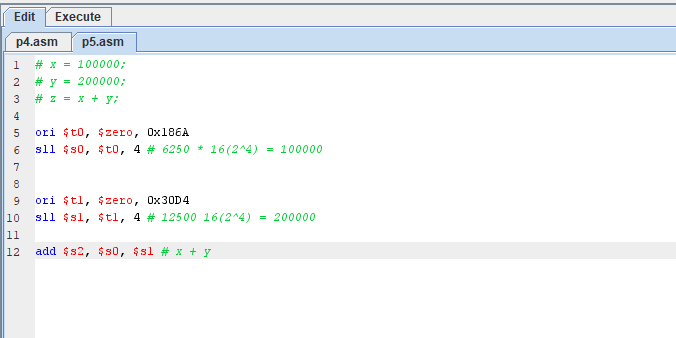 Edit Execute
p4.asm p5.asm
1 # x = 100000;
2 # y = 200000;
3 # z = x + y;
4
5 ori $t0, $zero, 0x186A
6 sll $s0, $t0, 4 # 6250 * 16(2^4) = 100000
7
8
9 ori $t1, $zero, 0x30D4
10 sll $s1, $t1, 4 # 12500 16(2^4) = 200000
11
12 add $s2, $s0, $s1 # x + y